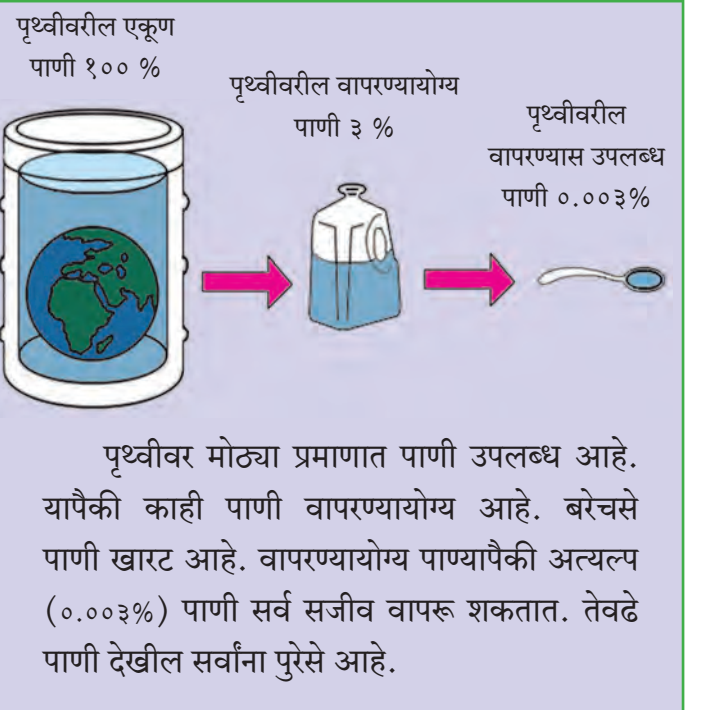 पृथ्वीवरील एकूण
पाणी १०० %
पृथ्वीवरील वापरण्यायोग्य
पाणी ३ %
पृथ्वीवरील
वापरण्यास उपलब्ध
पाणी ०.००३%
पृथ्वीवर मोठ्या प्रमाणात पाणी उपलब्ध आहे.
यापैकी काही पाणी वापरण्यायोग्य आहे. बरेचसे
पाणी खारट आहे. वापरण्यायोग्य पाण्यापैकी अत्यल्प
(०.००३%) पाणी सर्व सजीव वापरू शकतात. तेवढे
पाणी देखील सर्वांना पुरेसे आहे.